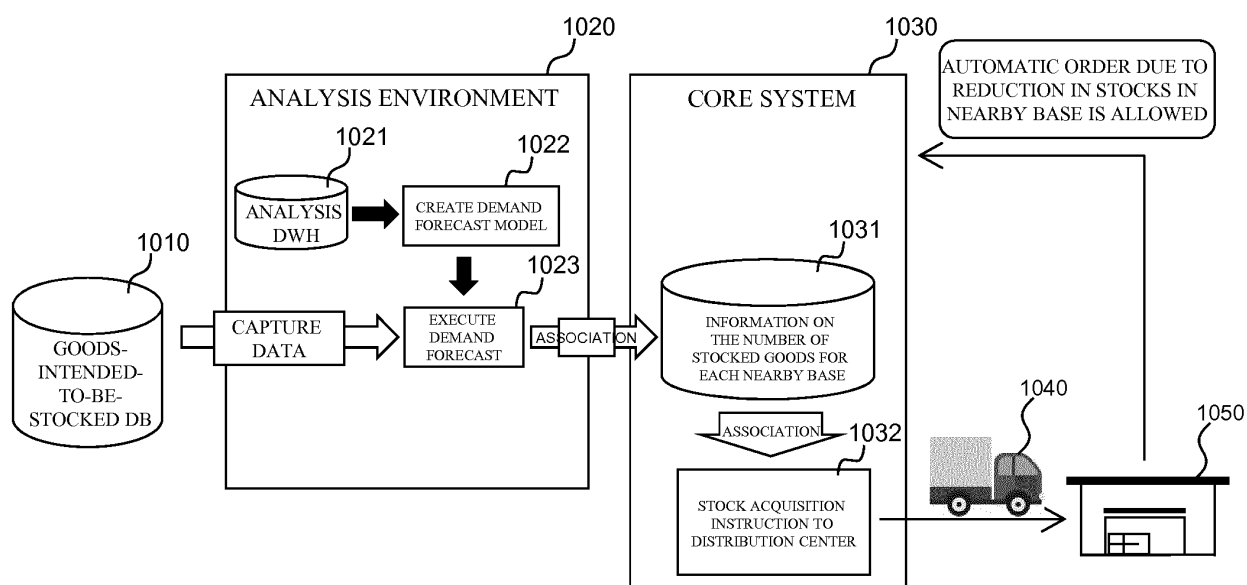 1020
1030
ANALYSIS ENVIRONMENT
CORE SYSTEM
AUTOMATIC ORDER DUE TO
REDUCTION IN STOCKS IN
NEARBY BASE IS ALLOWED
1021
1022
ANALYSIS
DWH
CREATE DEMAND
FORECAST MODEL
1010
1023
1031
GOODS-
INTENDED-
TO-BE-
STOCKED DB
CAPTURE
DATA
EXECUTE
DEMAND
FORECAST
ASSOCIATION
INFORMATION ON
THE NUMBER OF
STOCKED GOODS FOR
EACH NEARBY BASE
ASSOCIATION
1032
1040
1050
STOCK ACQUISITION
INSTRUCTION TO
DISTRIBUTION CENTER